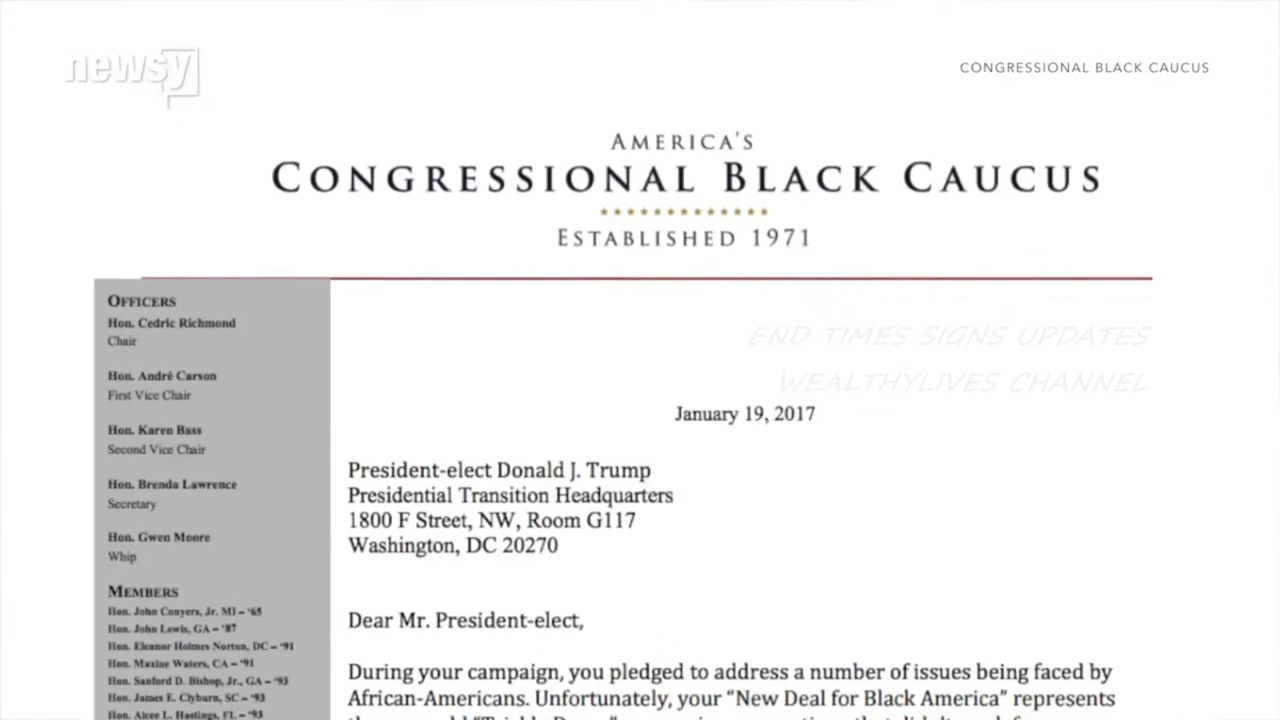 newsy
CONGRESSIONAL BLACK CAUCUS
AMERICA'S
CONGRESSIONAL BLACK CAUCUS
ESTABLISHED 1971
OFFICERS
Hon. Cedric Richmond
Chair
Hon. André Carson
First Vice Chair
Hon. Karen Bass
Second Vice Chair
Hon. Brenda Lawrence
Secretary
Hon. Gwen Moore
Whip
MEMBERS
Hon. John Conyers, Jr. MI – '65
Hon. John Lewis, GA – '87
Hon. Eleanor Holmes Norton, DC – '91
Hon. Maxine Waters, CA – '91
Hon. Sanford D. Bishop, Jr., GA – '93
Hon. James E. Clyburn, SC – '93
Hon. Alcee L. Hastings, FL – '93
END TIMES SIGNS UPDATES
WEALTHYLIVES CHANNEL
January 19, 2017
President-elect Donald J. Trump
Presidential Transition Headquarters
1800 F Street, NW, Room G117
Washington, DC 20270
Dear Mr. President-elect,
During your campaign, you pledged to address a number of issues being faced by
African-Americans. Unfortunately, your “New Deal for Black America” represents